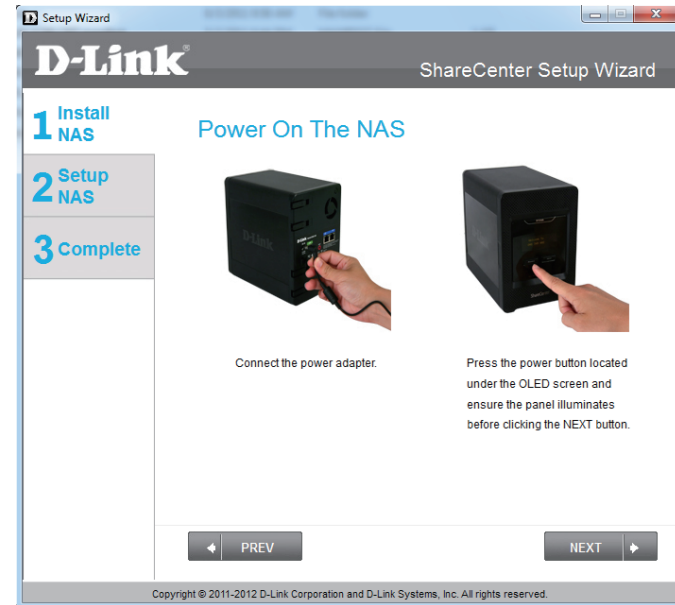 Setup Wizard
D-Link®
ShareCenter Setup Wizard
1 Install
NAS
2 Setup
NAS
3 Complete
Power On The NAS
D-Link
Connect the power adapter.
Press the power button located
under the OLED screen and
ensure the panel illuminates
before clicking the NEXT button.
PREV
NEXT
Copyright © 2011-2012 D-Link Corporation and D-Link Systems, Inc. All rights reserved.